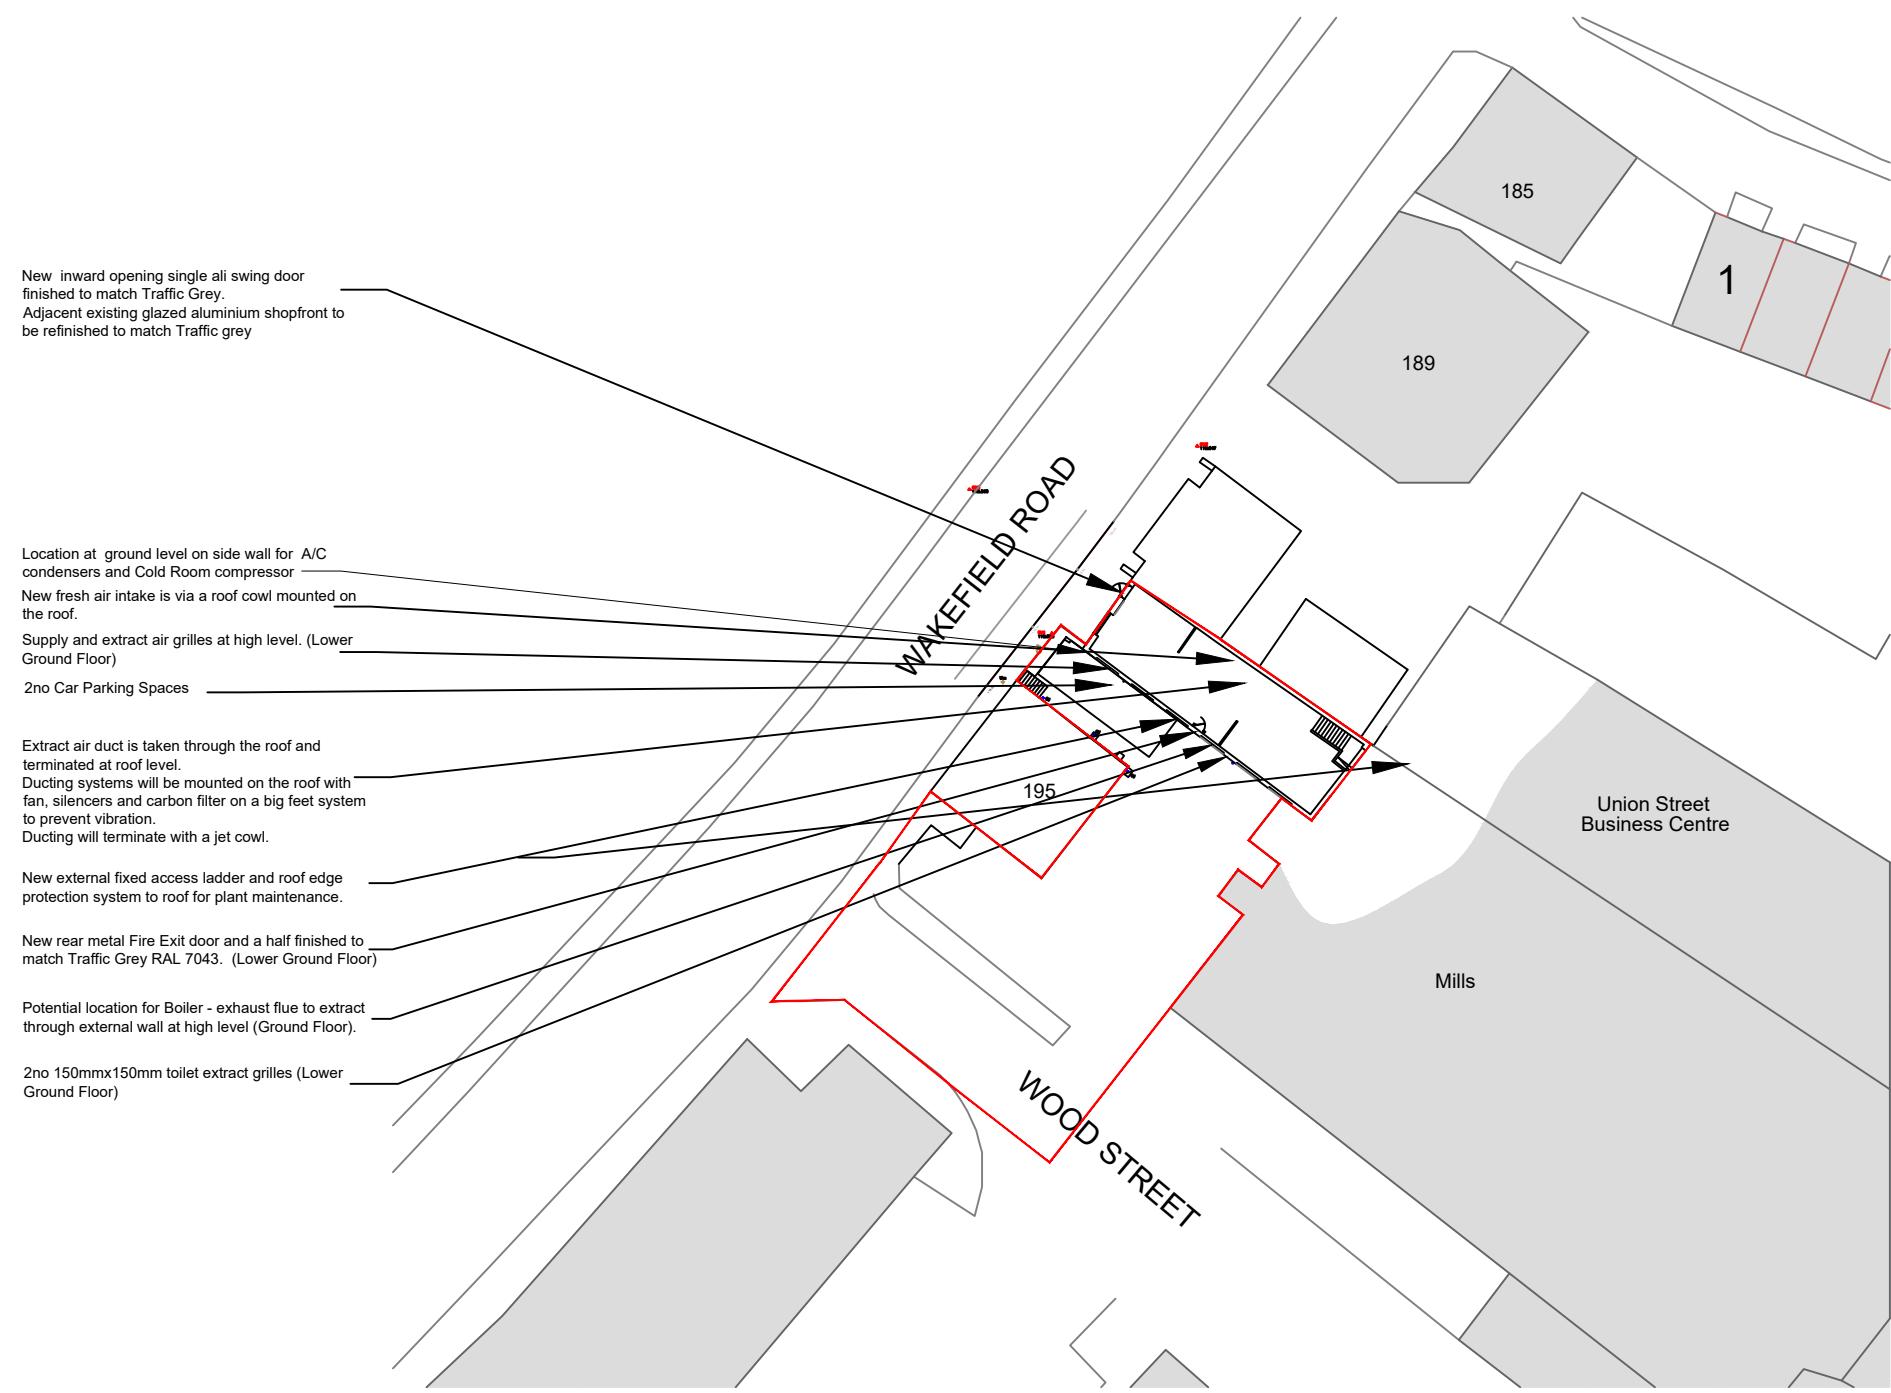 New  inward opening single ali swing door
finished to match Traffic Grey.
Adjacent existing glazed aluminium shopfront to
be refinished to match Traffic grey
Location at  ground level on side wall for  A/C
condensers and Cold Room compressor
New fresh air intake is via a roof cowl mounted on
the roof.
Supply and extract air grilles at high level. (Lower
Ground Floor)
2no Car Parking Spaces
Extract air duct is taken through the roof and
terminated at roof level.
Ducting systems will be mounted on the roof with
fan, silencers and carbon filter on a big feet system
to prevent vibration.
Ducting will terminate with a jet cowl.
New external fixed access ladder and roof edge
protection system to roof for plant maintenance.
New rear metal Fire Exit door and a half finished to
match Traffic Grey RAL 7043.  (Lower Ground Floor)
Potential location for Boiler - exhaust flue to extract
through external wall at high level (Ground Floor).
2no 150mmx150mm toilet extract grilles (Lower
Ground Floor)
WAKEFIELD ROAD
185
1
189
195
Union Street
Business Centre
Mills
WOOD STREET